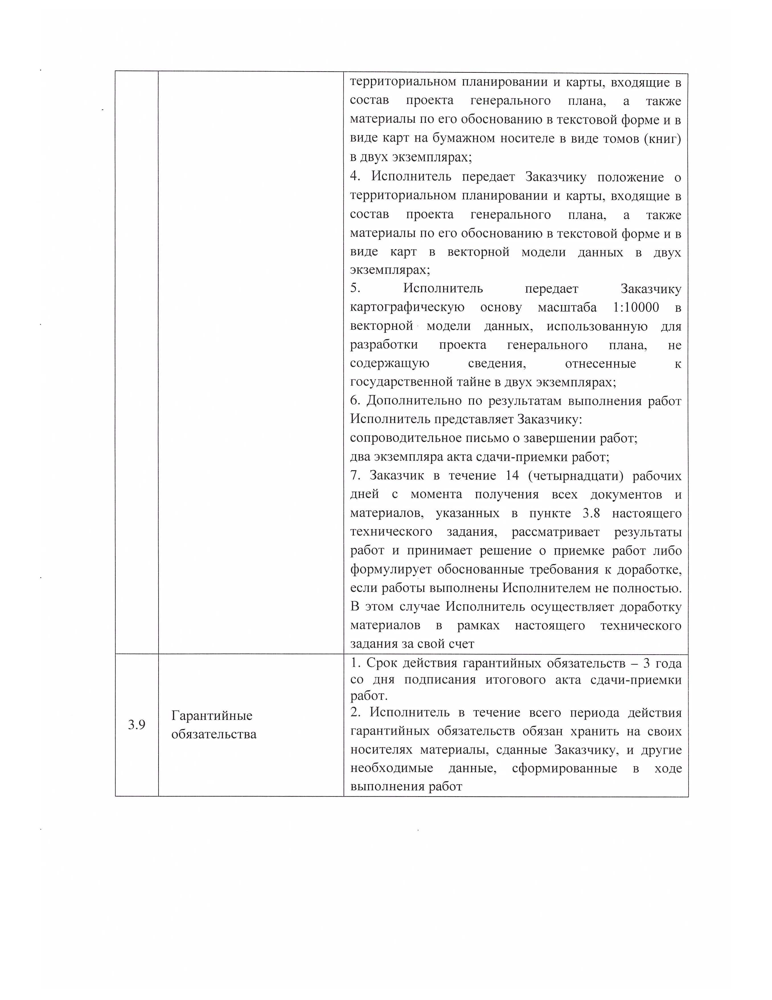 территориальном планировании и карты, входящие в
состав проекта генерального плана, а также
материалы по его обоснованию в текстовой форме и в
виде карт на бумажном носителе в виде томов (книг)
в двух экземплярах;
4. Исполнитель передает Заказчику положение о
территориальном планировании и карты, входящие в
состав проекта генерального плана, а также
материалы по его обоснованию в текстовой форме и в
виде карт в векторной модели данных в двух
экземплярах;
5. Исполнитель передает Заказчику
картографическую основу масштаба 1:10000 в
векторной модели данных, использованную для
разработки проекта генерального плана, не
содержащую сведения, отнесенные к
государственной тайне в двух экземплярах;
6. Дополнительно по результатам выполнения работ
Исполнитель представляет Заказчику:
сопроводительное письмо о завершении работ;
два экземпляра акта сдачи-приемки работ;
7. Заказчик в течение 14 (четырнадцати) рабочих
дней с момента получения всех документов и
материалов, указанных в пункте 3.8 настоящего
технического задания, рассматривает результаты
работ и принимает решение о приемке работ либо
формулирует обоснованные требования к доработке,
если работы выполнены Исполнителем не полностью.
В этом случае Исполнитель осуществляет доработку
материалов в рамках настоящего технического
задания за свой счет
3.9
Гарантийные
обязательства
1. Срок действия гарантийных обязательств – 3 года
со дня подписания итогового акта сдачи-приемки
работ.
2. Исполнитель в течение всего периода действия
гарантийных обязательств обязан хранить на своих
носителях материалы, сданные Заказчику, и другие
необходимые данные, сформированные в ходе
выполнения работ